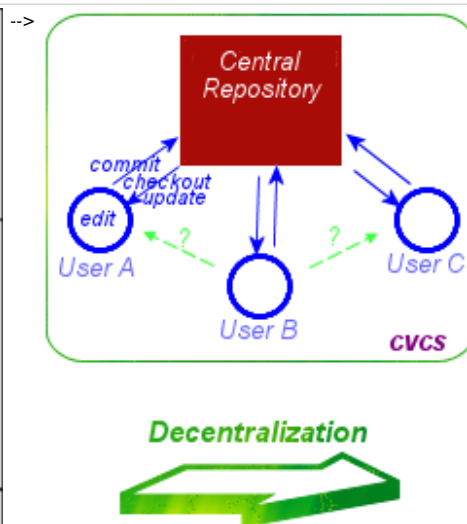 -->
Central
Repository
commit
checkout
update
edit
?
?
User A
User C
User B
CVCS
Decentralization